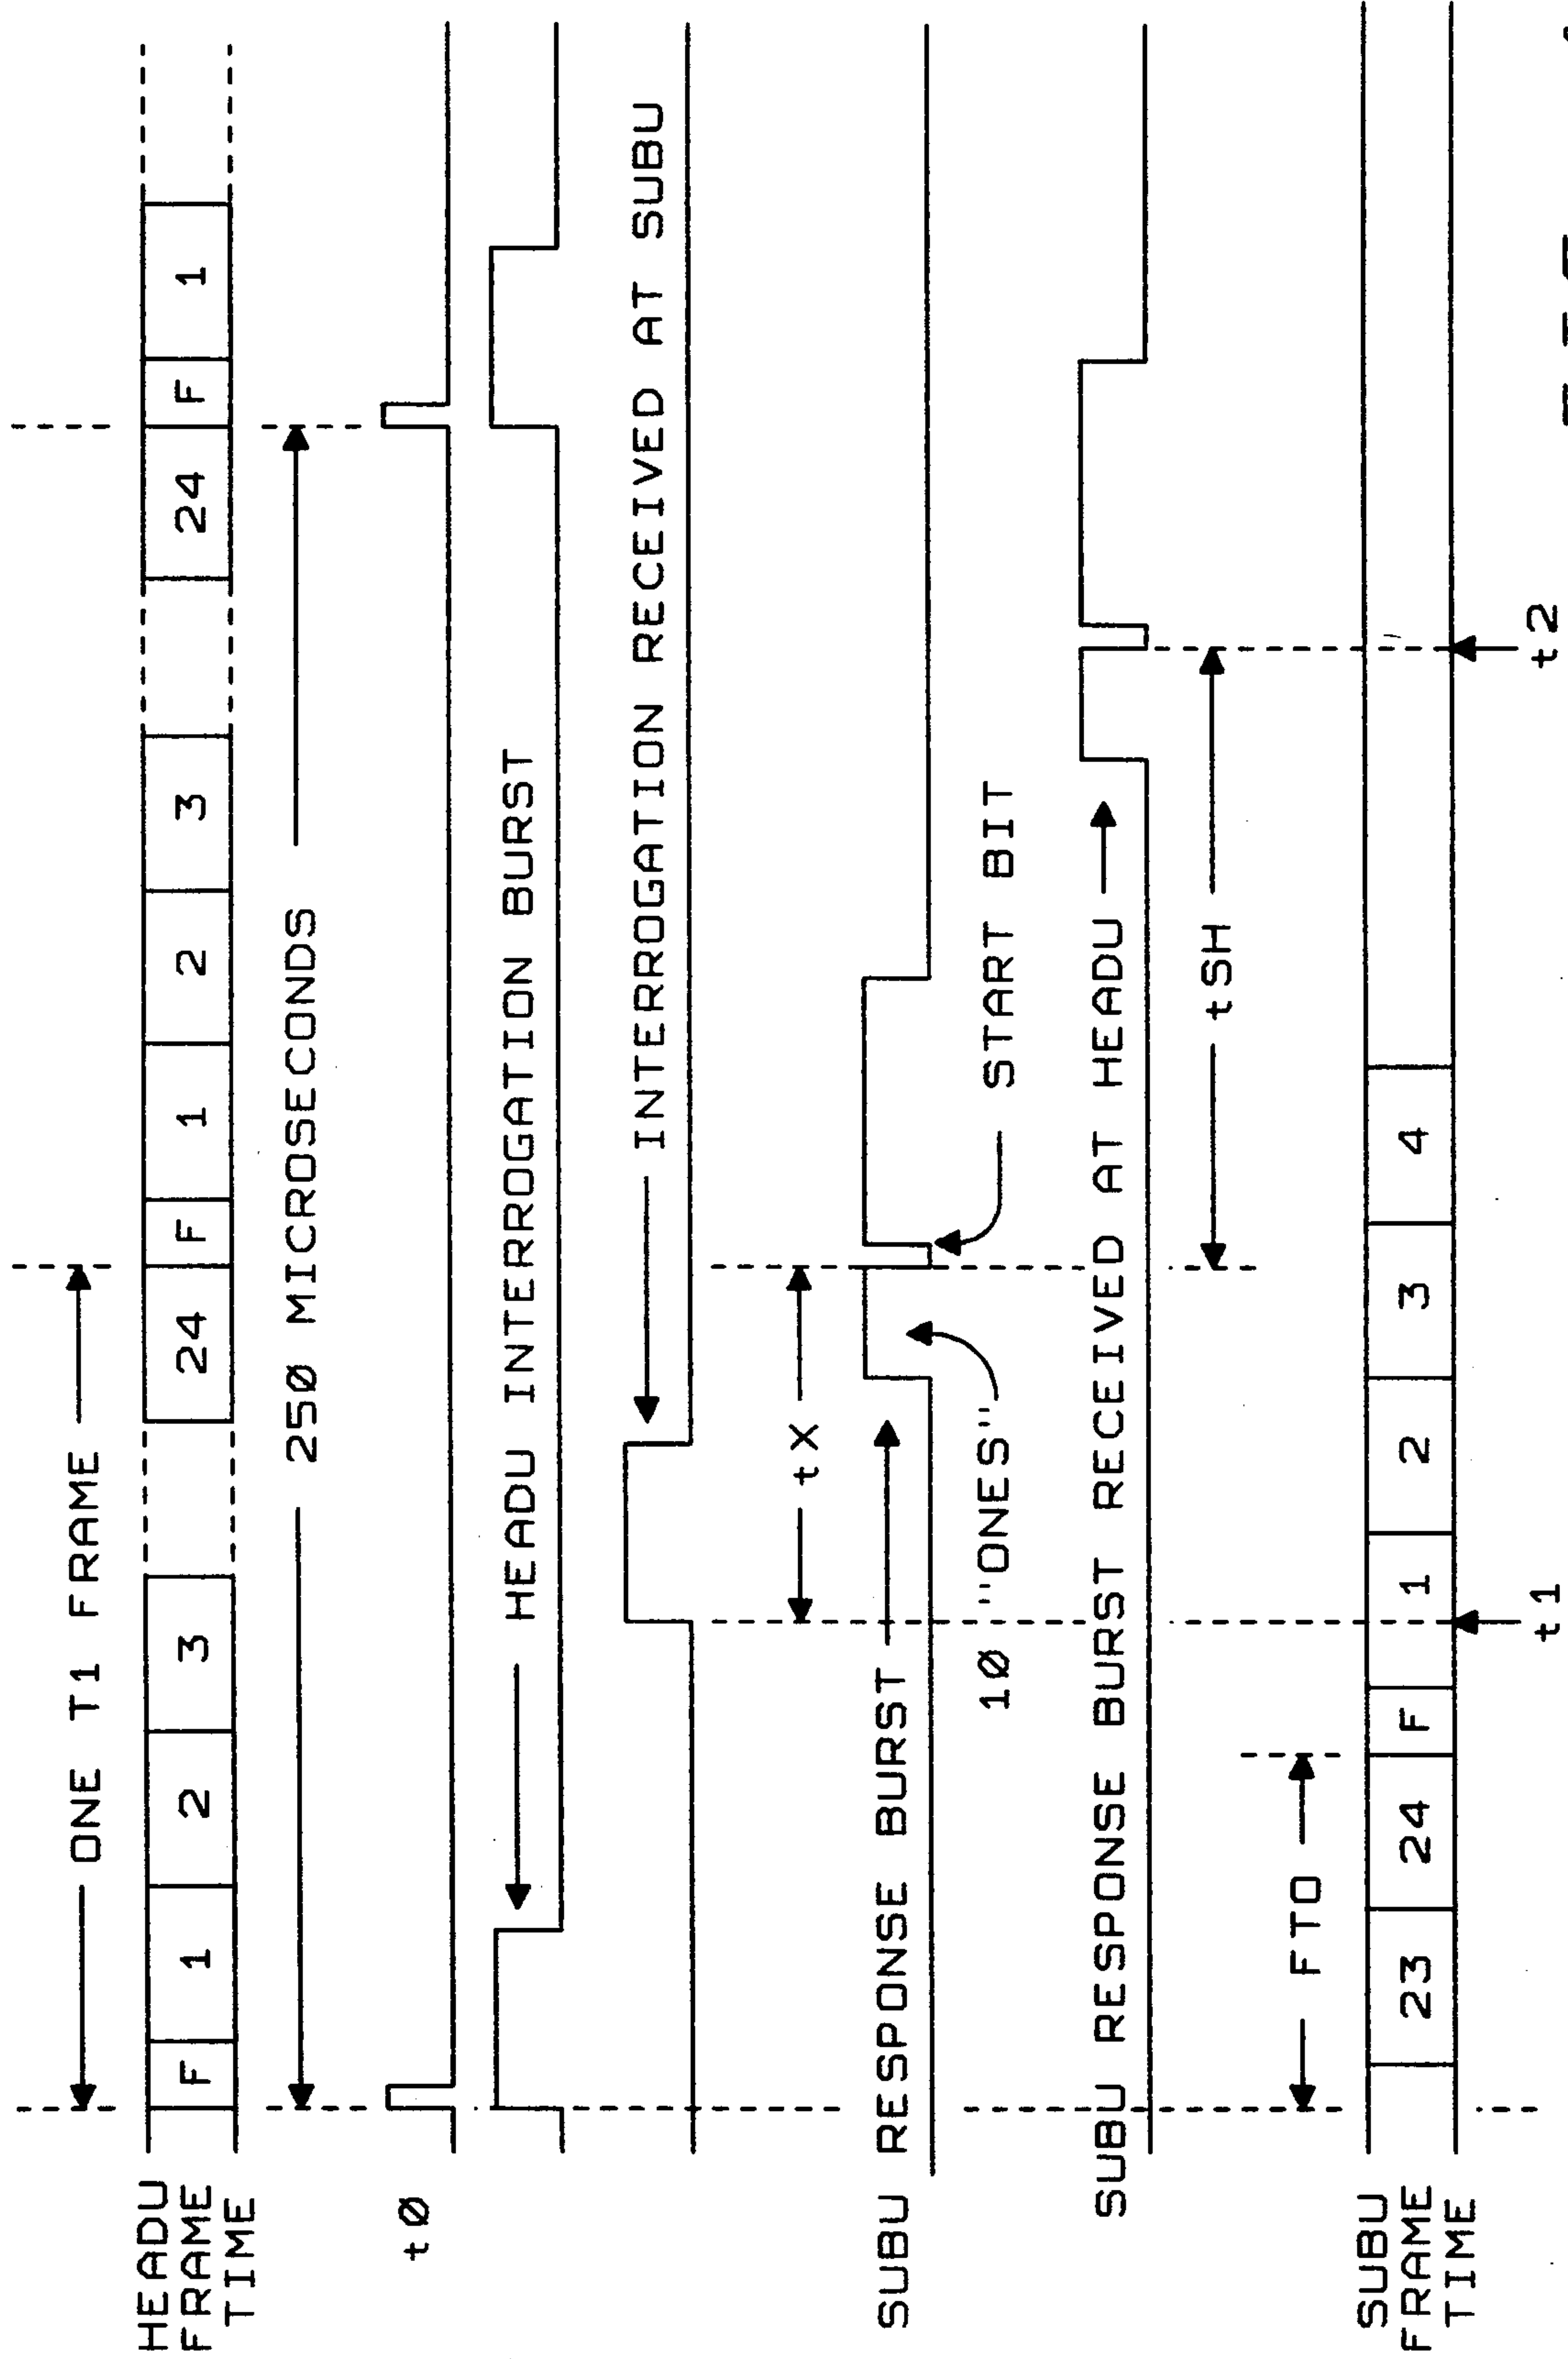 ONE T1 FRAME
HEADU
FRAME
TIME
F 1 2 3 24 F 1 2 3 24 F 1
250 MICROSECONDS
t0
HEADU INTERROGATION BURST
INTERROGATION RECEIVED AT SUBU
tX
SUBU RESPONSE BURST
10 "ONES"
START BIT
SUBU RESPONSE BURST RECEIVED AT HEADU
tSH
FTO
SUBU
FRAME
TIME
23 24 F 1 2 3 4
t1
t2